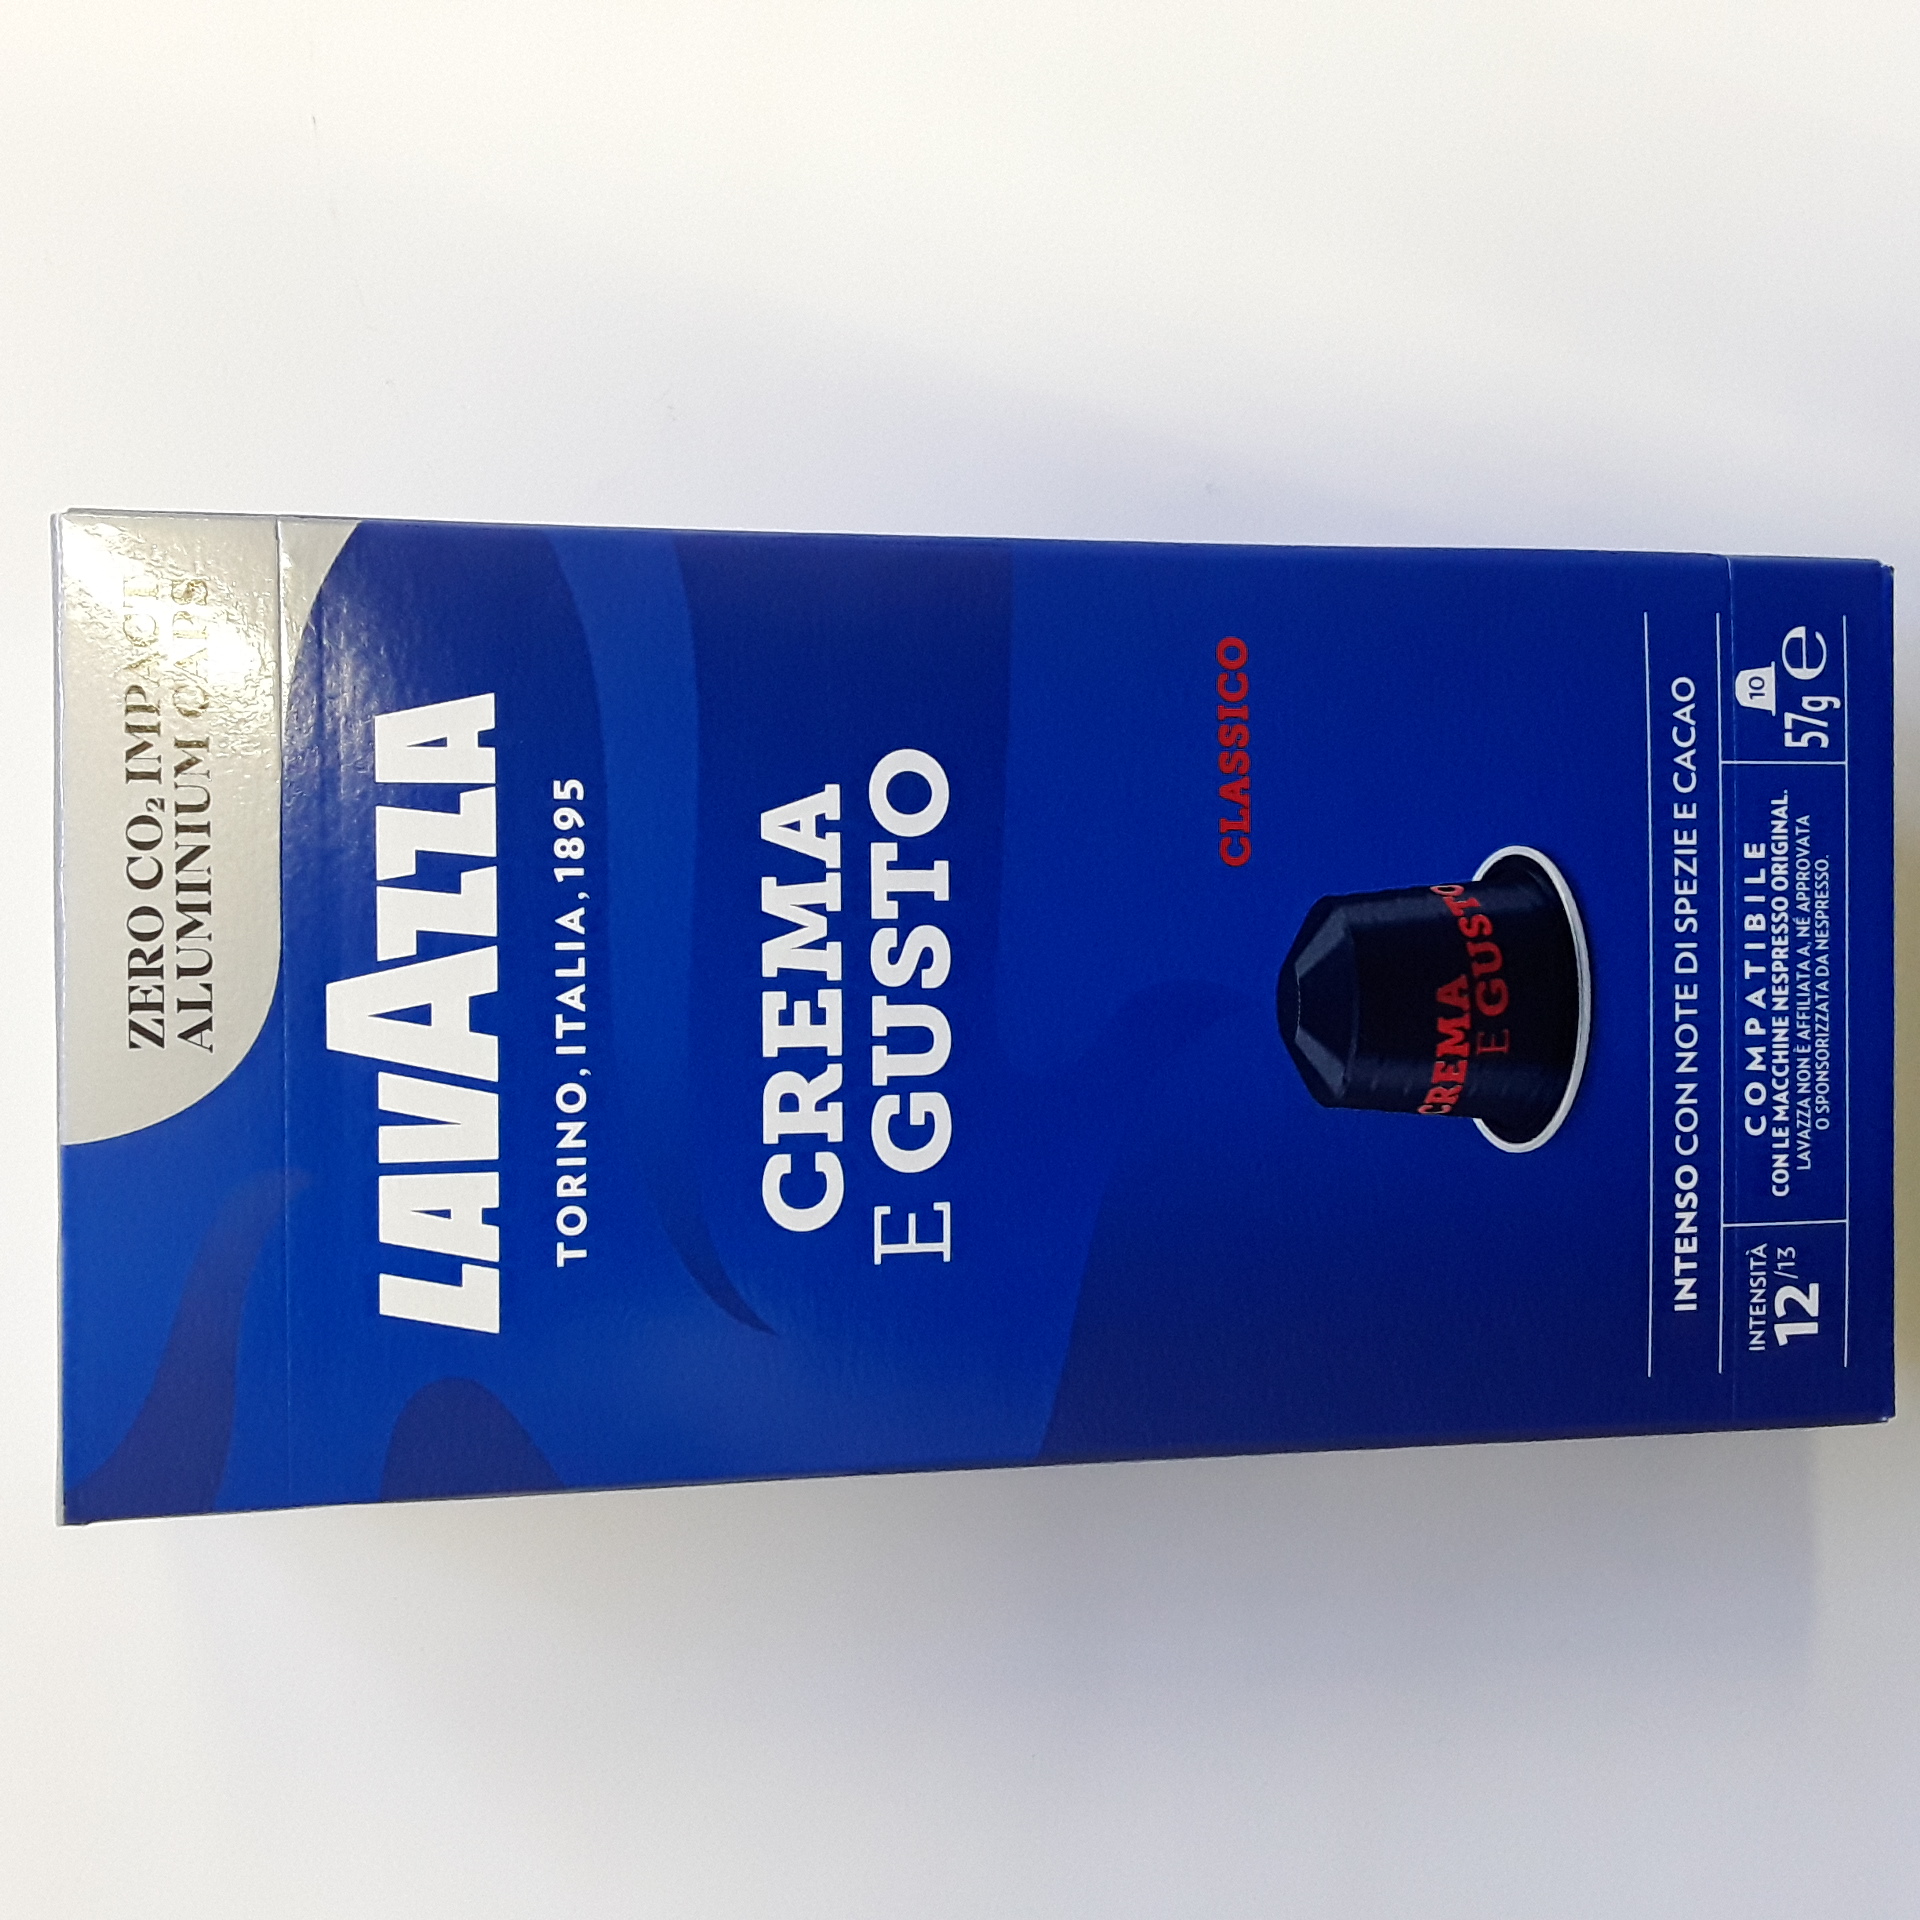 ZERO CO₂ IMPACT
ALUMINIUM CAPS
LAVAZZA
TORINO, ITALIA, 1895
CREMA
E GUSTO
CLASSICO
CREMA
E GUSTO
INTENSO CON NOTE DI SPEZIE E CACAO
INTENSITÀ
12/13
COMPATIBILE
CON LE MACCHINE NESPRESSO ORIGINAL.
LAVAZZA NON È AFFILIATA A, NÉ APPROVATA
O SPONSORIZZATA DA NESPRESSO.
10
57g e